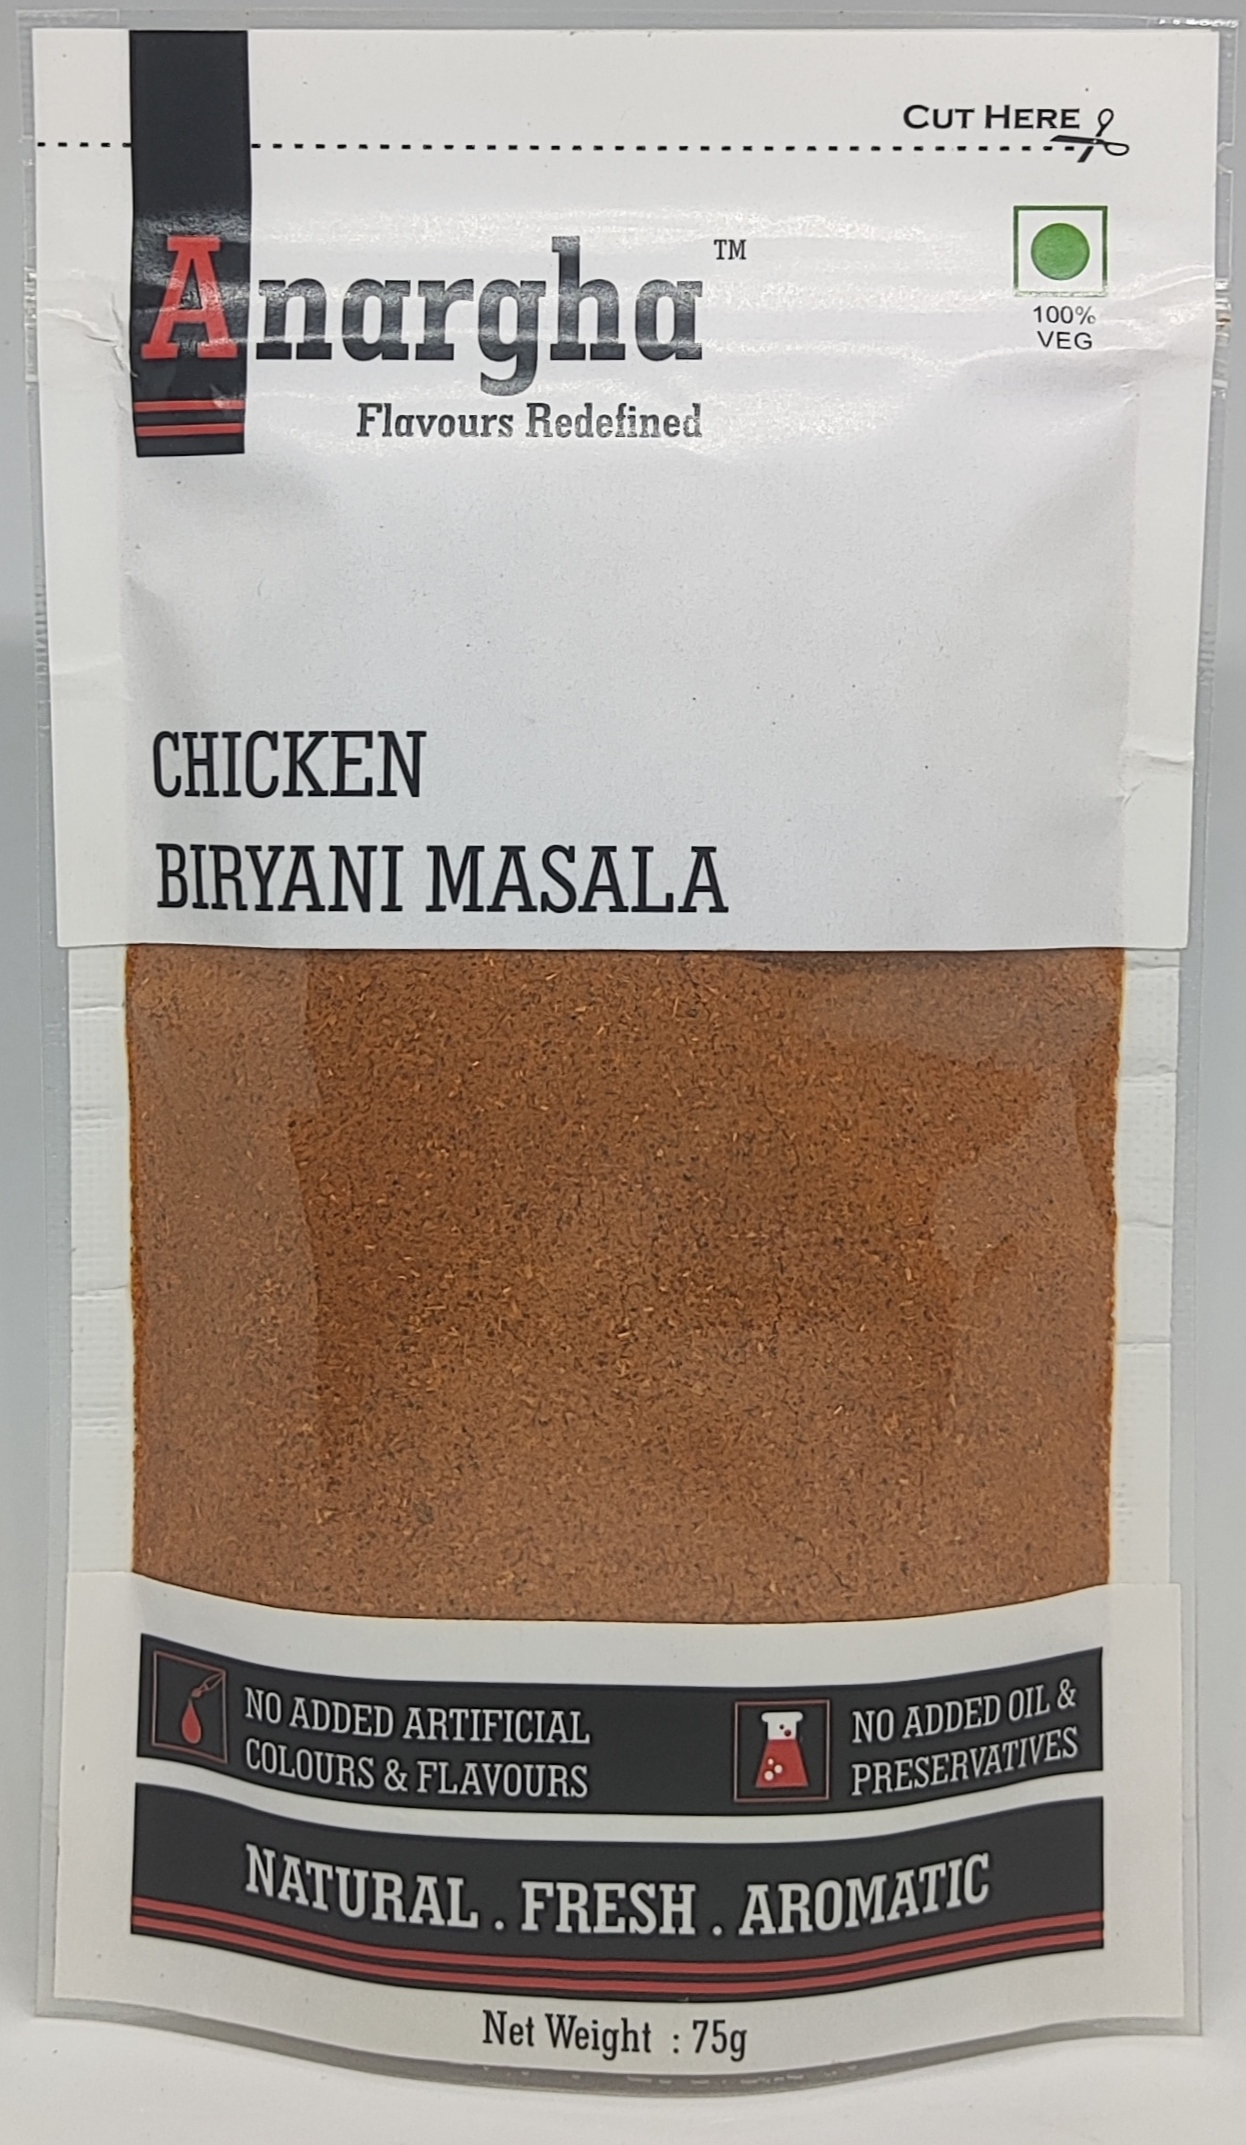 CUT HERE
Anargha™
Flavours Redefined
100%
VEG
CHICKEN
BIRYANI MASALA
NO ADDED ARTIFICIAL
COLOURS & FLAVOURS
NO ADDED OIL &
PRESERVATIVES
NATURAL . FRESH . AROMATIC
Net Weight : 75g